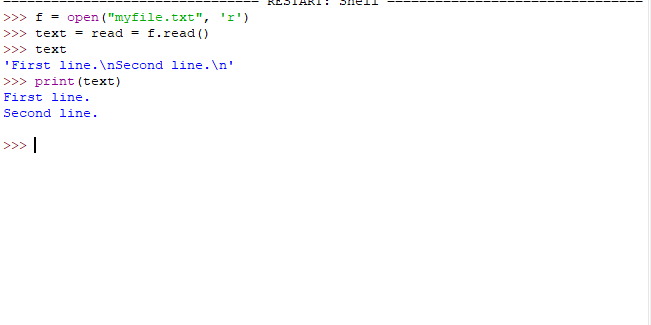 =============================== RESTART: Shell ===============================
>>> f = open("myfile.txt", 'r')
>>> text = read = f.read()
>>> text
'First line.\nSecond line.\n'
>>> print(text)
First line.
Second line.
>>>